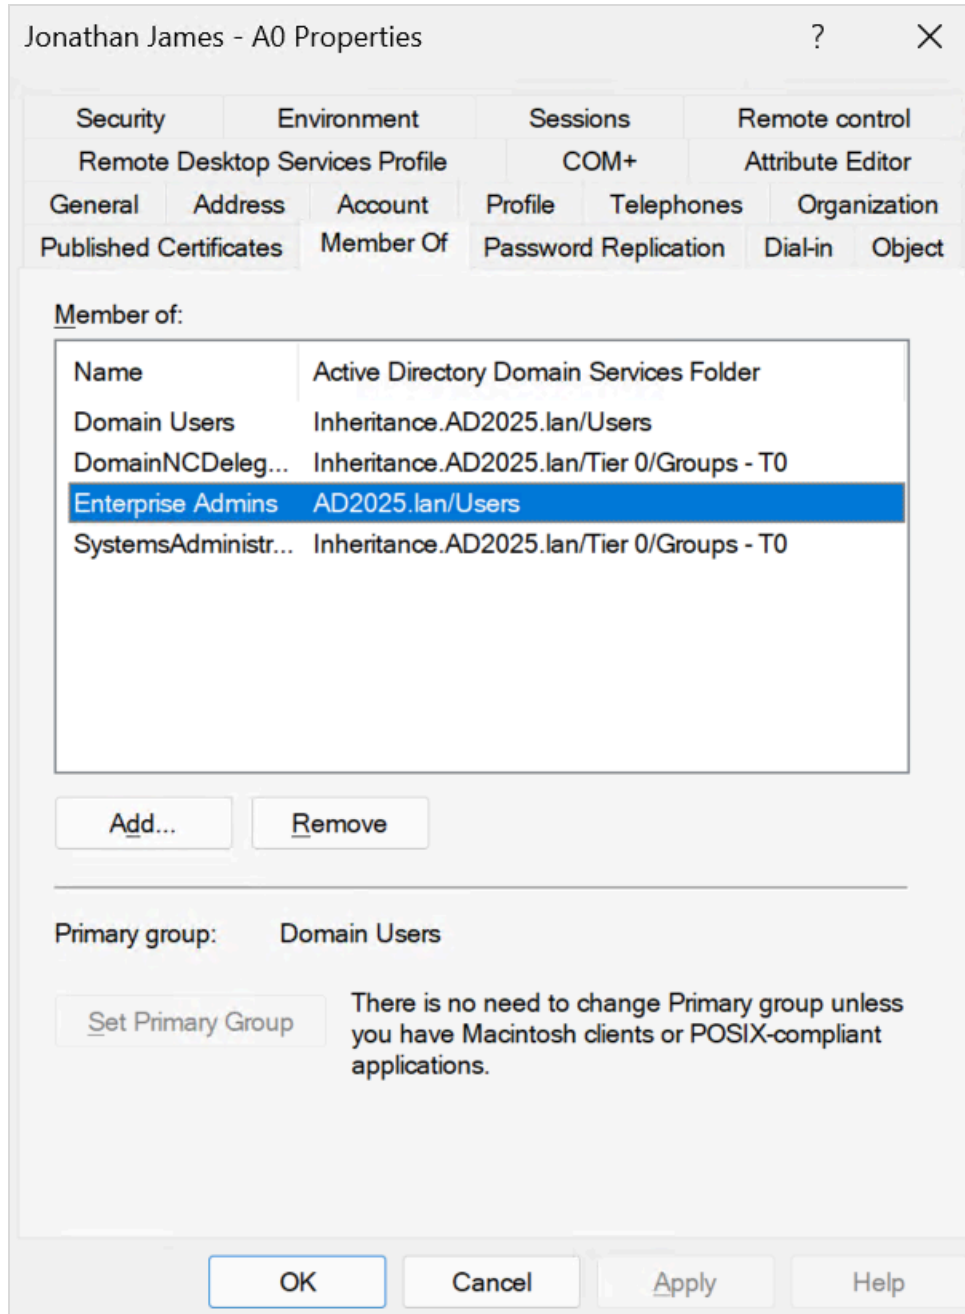 Jonathan James - A0 Properties ?
Security Environment Sessions Remote control
Remote Desktop Services Profile COM+ Attribute Editor
General Address Account Profile Telephones Organization
Published Certificates Member Of Password Replication Dial-in Object
Member of:
Name Active Directory Domain Services Folder
Domain Users Inheritance.AD2025.lan/Users
DomainNCDeleg... Inheritance.AD2025.lan/Tier 0/Groups - T0
Enterprise Admins AD2025.lan/Users
SystemsAdministr... Inheritance.AD2025.lan/Tier 0/Groups - T0
Add... Remove
Primary group: Domain Users
Set Primary Group
There is no need to change Primary group unless
you have Macintosh clients or POSIX-compliant
applications.
OK Cancel Apply Help